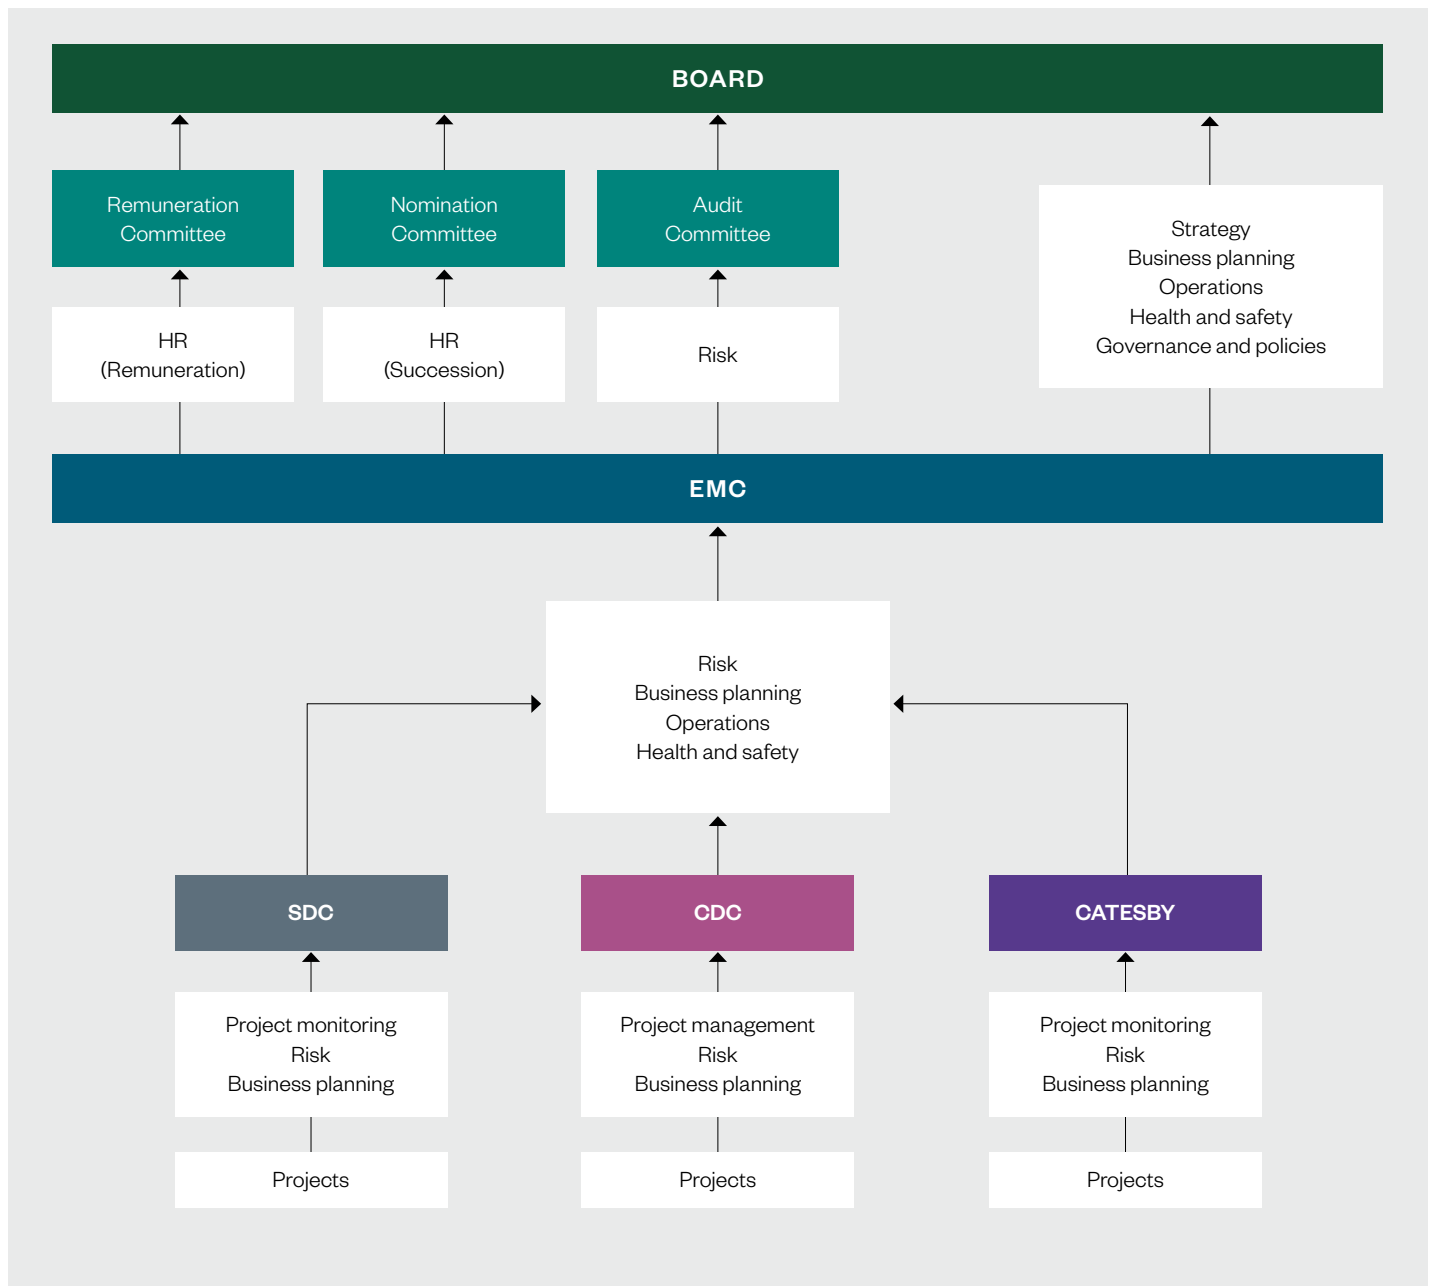 BOARD
Remuneration
Committee
Nomination
Committee
Audit
Committee
Strategy
Business planning
Operations
Health and safety
Governance and policies
HR
(Remuneration)
HR
(Succession)
Risk
EMC
Risk
Business planning
Operations
Health and safety
SDC
CDC
CATESBY
Project monitoring
Risk
Business planning
Project management
Risk
Business planning
Project monitoring
Risk
Business planning
Projects
Projects
Projects